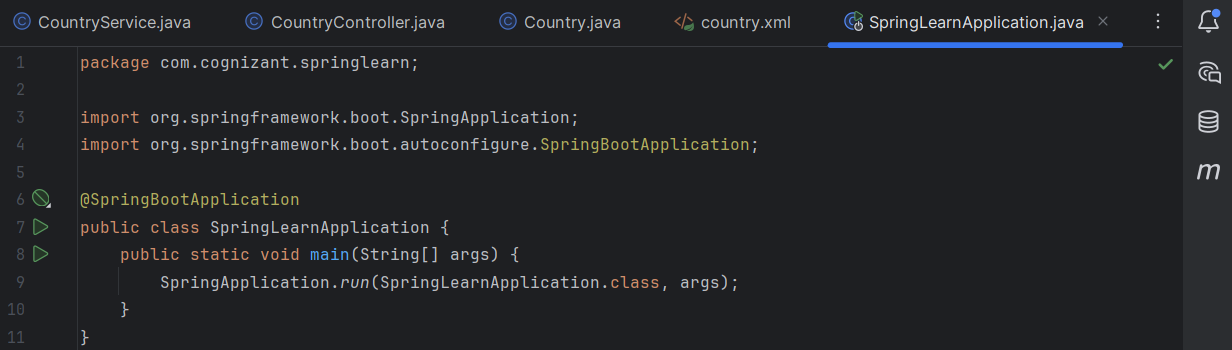 CountryService.java CountryController.java Country.java country.xml SpringLearnApplication.java
1 package com.cognizant.springlearn;
2
3 import org.springframework.boot.SpringApplication;
4 import org.springframework.boot.autoconfigure.SpringBootApplication;
5
6 @SpringBootApplication
7 public class SpringLearnApplication {
8 public static void main(String[] args) {
9 SpringApplication.run(SpringLearnApplication.class, args);
10 }
11 }
m